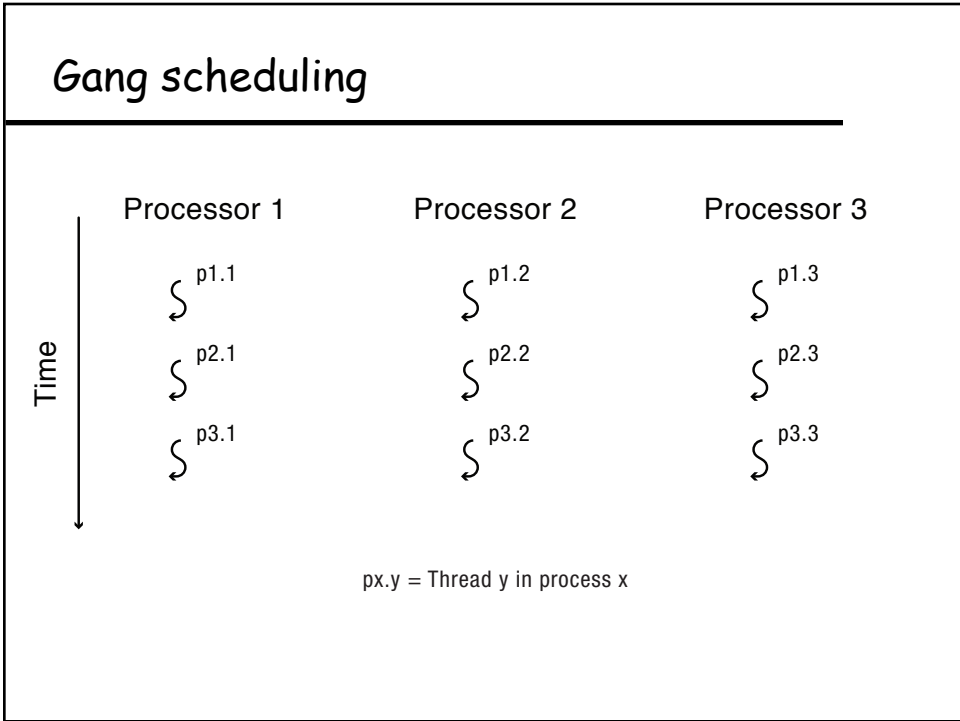 Gang scheduling
Processor 1 Processor 2 Processor 3
Time
p1.1 p1.2 p1.3
p2.1 p2.2 p2.3
p3.1 p3.2 p3.3
px.y = Thread y in process x